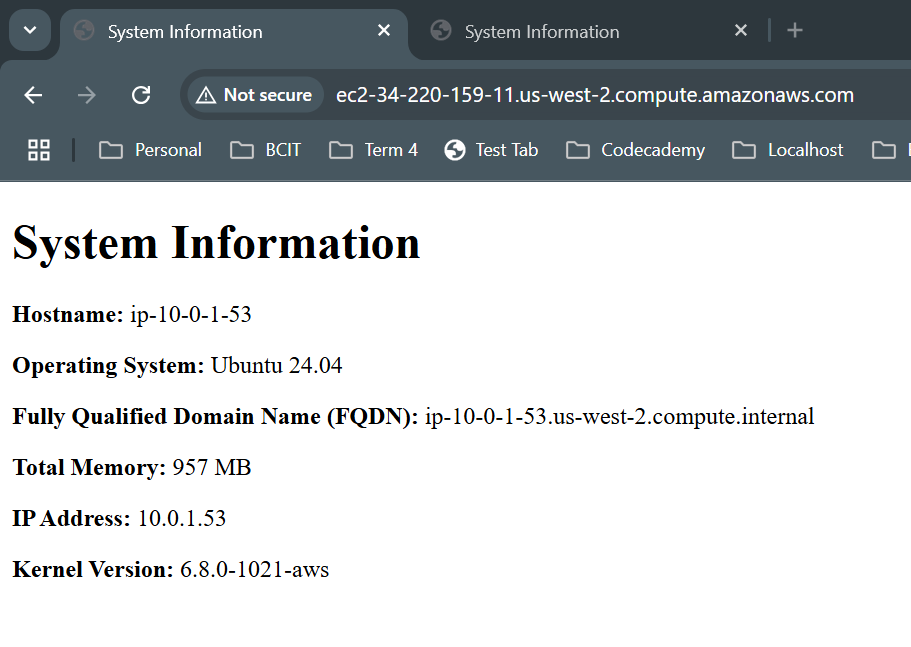 System Information
System Information
Not secure
ec2-34-220-159-11.us-west-2.compute.amazonaws.com
Personal
BCIT
Term 4
Test Tab
Codecademy
Localhost
System Information
Hostname: ip-10-0-1-53
Operating System: Ubuntu 24.04
Fully Qualified Domain Name (FQDN): ip-10-0-1-53.us-west-2.compute.internal
Total Memory: 957 MB
IP Address: 10.0.1.53
Kernel Version: 6.8.0-1021-aws